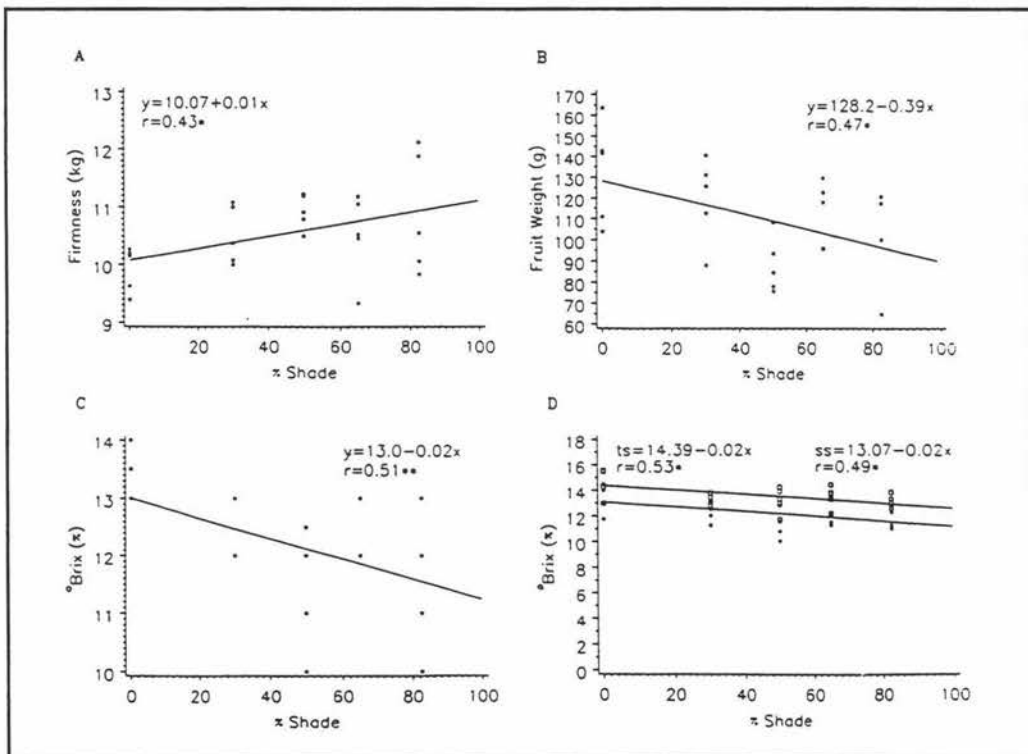 A
y=10.07+0.01x
r=0.43*
Firmness (kg)
13
12
11
10
9
0 20 40 60 80 100
% Shade
B
y=128.2-0.39x
r=0.47*
Fruit Weight (g)
170
160
150
140
130
120
110
100
90
80
70
60
0 20 40 60 80 100
% Shade
C
y=13.0-0.02x
r=0.51**
°Brix (%)
14
13
12
11
10
0 20 40 60 80 100
% Shade
D
ts=14.39-0.02x ss=13.07-0.02x
r=0.53* r=0.49*
°Brix (%)
18
16
14
12
10
8
6
4
2
0
0 20 40 60 80 100
% Shade